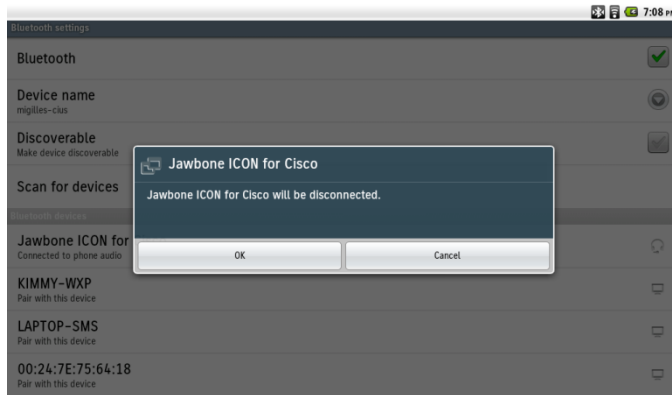 7:08 PM
Bluetooth settings
Bluetooth
Device name
migilles-cius
Discoverable
Make device discoverable
Scan for devices
Bluetooth devices
Jawbone ICON for Cisco
Jawbone ICON for Cisco will be disconnected.
OK
Cancel
Jawbone ICON for
Connected to phone audio
KIMMY-WXP
Pair with this device
LAPTOP-SMS
Pair with this device
00:24:7E:75:64:18
Pair with this device